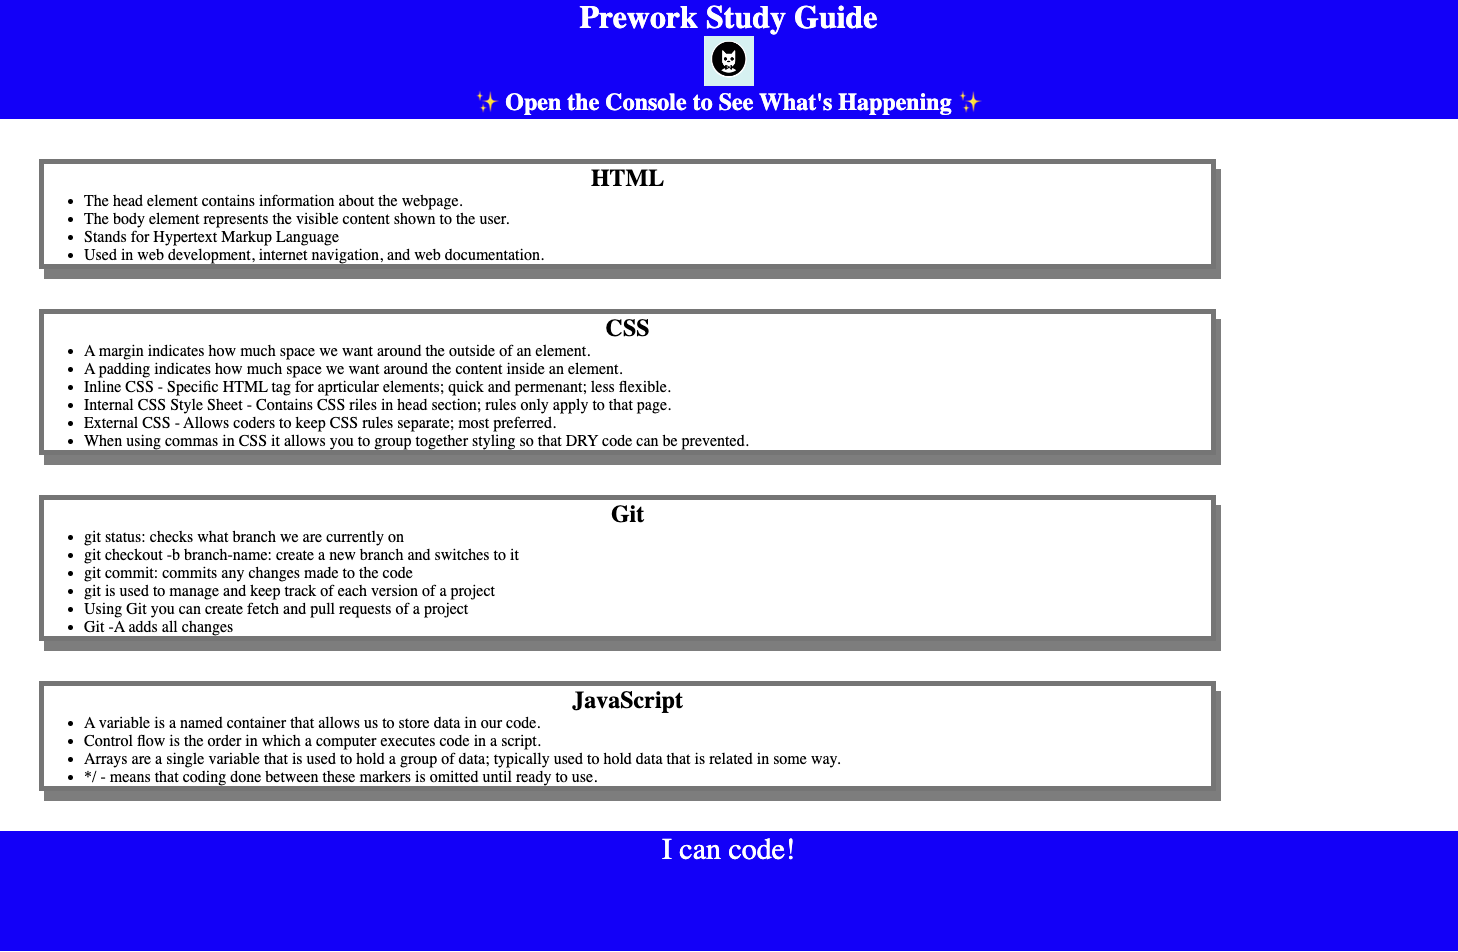 Prework Study Guide
✨ Open the Console to See What's Happening ✨
HTML
• The head element contains information about the webpage.
• The body element represents the visible content shown to the user.
• Stands for Hypertext Markup Language
• Used in web development, internet navigation, and web documentation.
CSS
• A margin indicates how much space we want around the outside of an element.
• A padding indicates how much space we want around the content inside an element.
• Inline CSS - Specific HTML tag for aprticular elements; quick and permenant; less flexible.
• Internal CSS Style Sheet - Contains CSS riles in head section; rules only apply to that page.
• External CSS - Allows coders to keep CSS rules separate; most preferred.
• When using commas in CSS it allows you to group together styling so that DRY code can be prevented.
Git
• git status: checks what branch we are currently on
• git checkout -b branch-name: create a new branch and switches to it
• git commit: commits any changes made to the code
• git is used to manage and keep track of each version of a project
• Using Git you can create fetch and pull requests of a project
• Git -A adds all changes
JavaScript
• A variable is a named container that allows us to store data in our code.
• Control flow is the order in which a computer executes code in a script.
• Arrays are a single variable that is used to hold a group of data; typically used to hold data that is related in some way.
• */ - means that coding done between these markers is omitted until ready to use.
I can code!